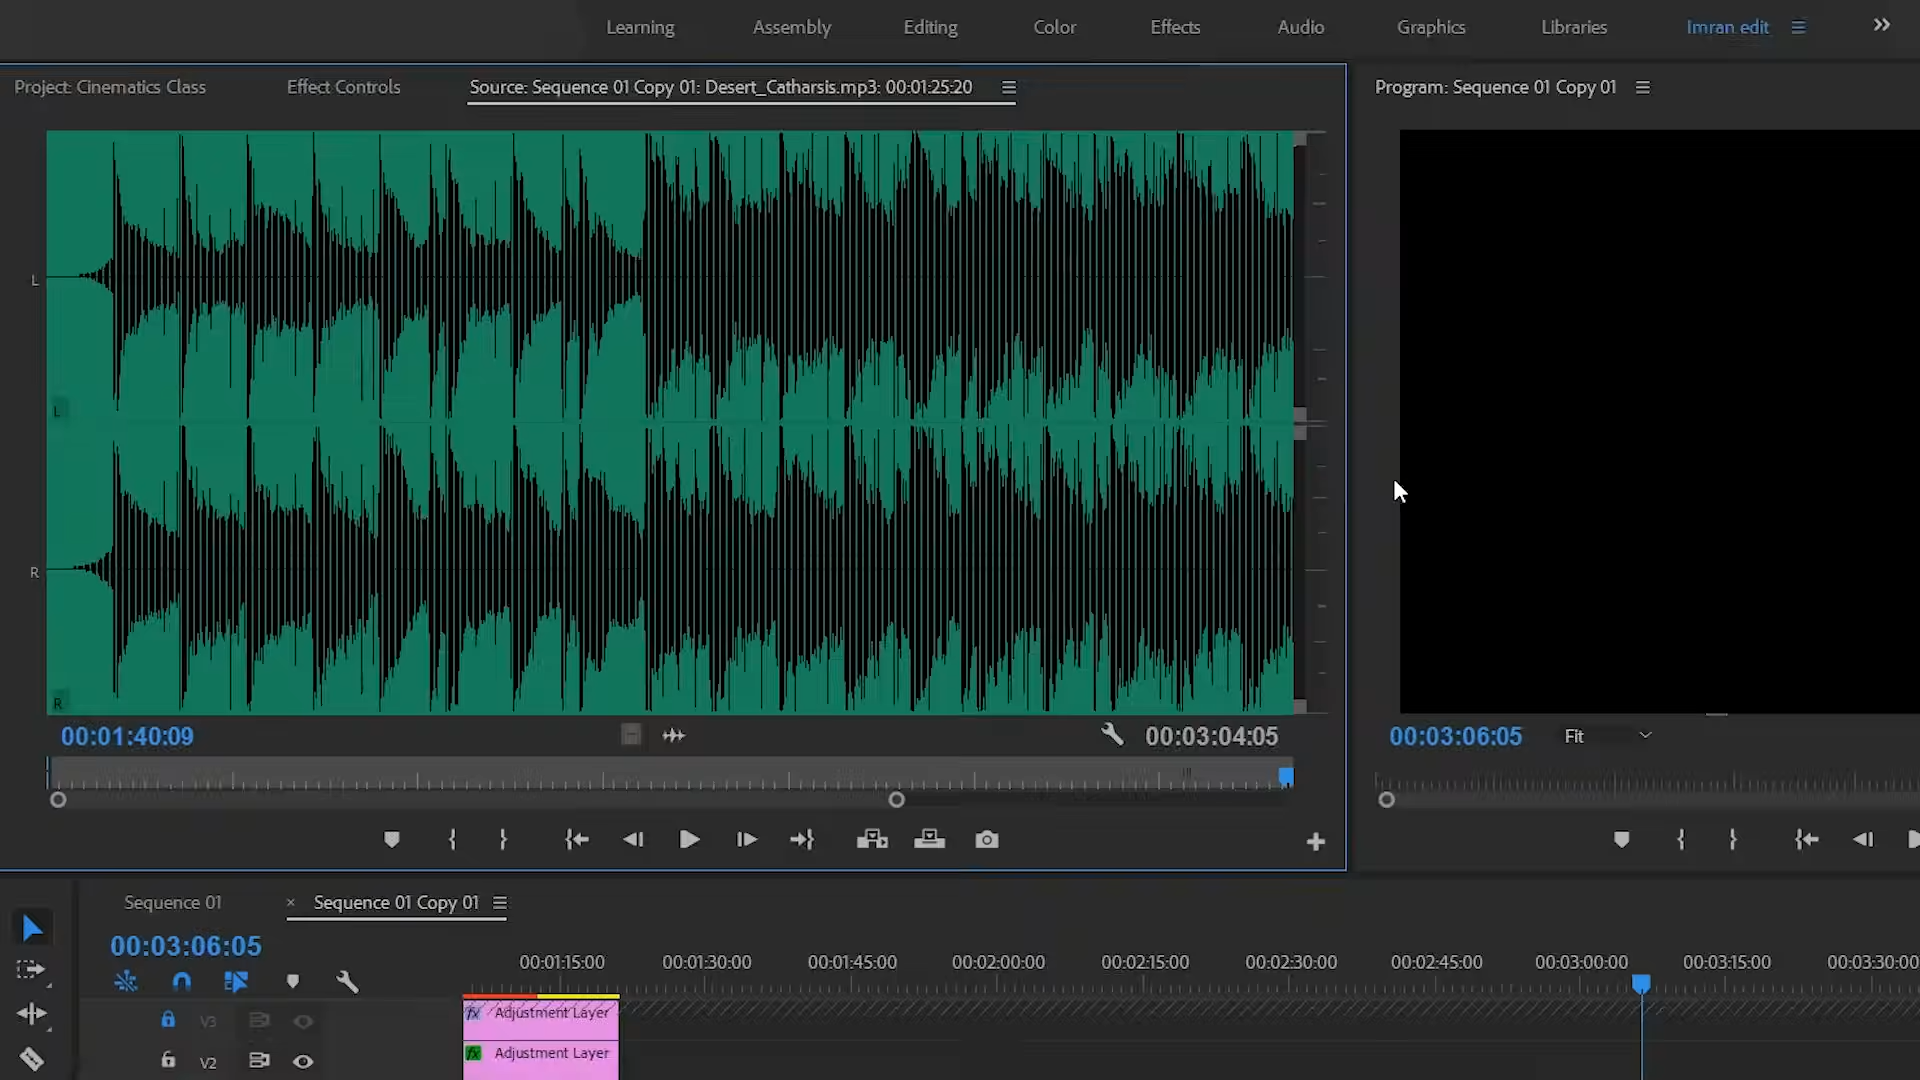 Learning Assembly Editing Color Effects Audio Graphics Libraries Imran edit
Project: Cinematics Class Effect Controls Source: Sequence 01 Copy 01: Desert_Catharsis.mp3: 00:01:25:20 Program: Sequence 01 Copy 01
L
L
R
R
00:01:40:09 00:03:04:05 00:03:06:05 Fit
Sequence 01 × Sequence 01 Copy 01
00:03:06:05
00:01:15:00 00:01:30:00 00:01:45:00 00:02:00:00 00:02:15:00 00:02:30:00 00:02:45:00 00:03:00:00 00:03:15:00 00:03:30:00
V3 fx Adjustment Layer
V2 fx Adjustment Layer